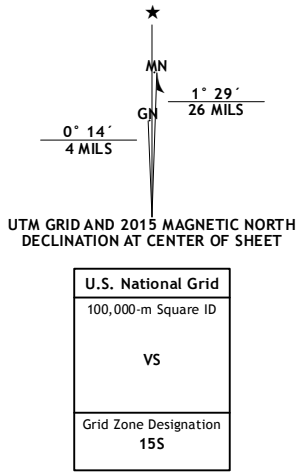 ★
MN
1° 29´
26 MILS
GN
0° 14´
4 MILS
UTM GRID AND 2015 MAGNETIC NORTH
DECLINATION AT CENTER OF SHEET
U.S. National Grid
100,000-m Square ID
VS
Grid Zone Designation
15S